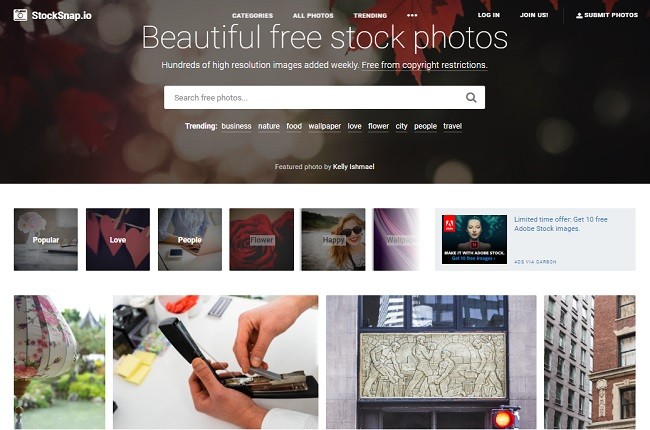 StockSnap.io
CATEGORIES ALL PHOTOS TRENDING ••• LOG IN JOIN US! SUBMIT PHOTOS
Beautiful free stock photos
Hundreds of high resolution images added weekly. Free from copyright restrictions.
Search free photos...
Trending: business nature food wallpaper love flower city people travel
Featured photo by Kelly Ishmael
Popular Love People Flower Happy Wallpaper
Adobe
MAKE IT WITH ADOBE STOCK.
Get 10 free images ›
Limited time offer: Get 10 free
Adobe Stock images.
ADS VIA CARBON